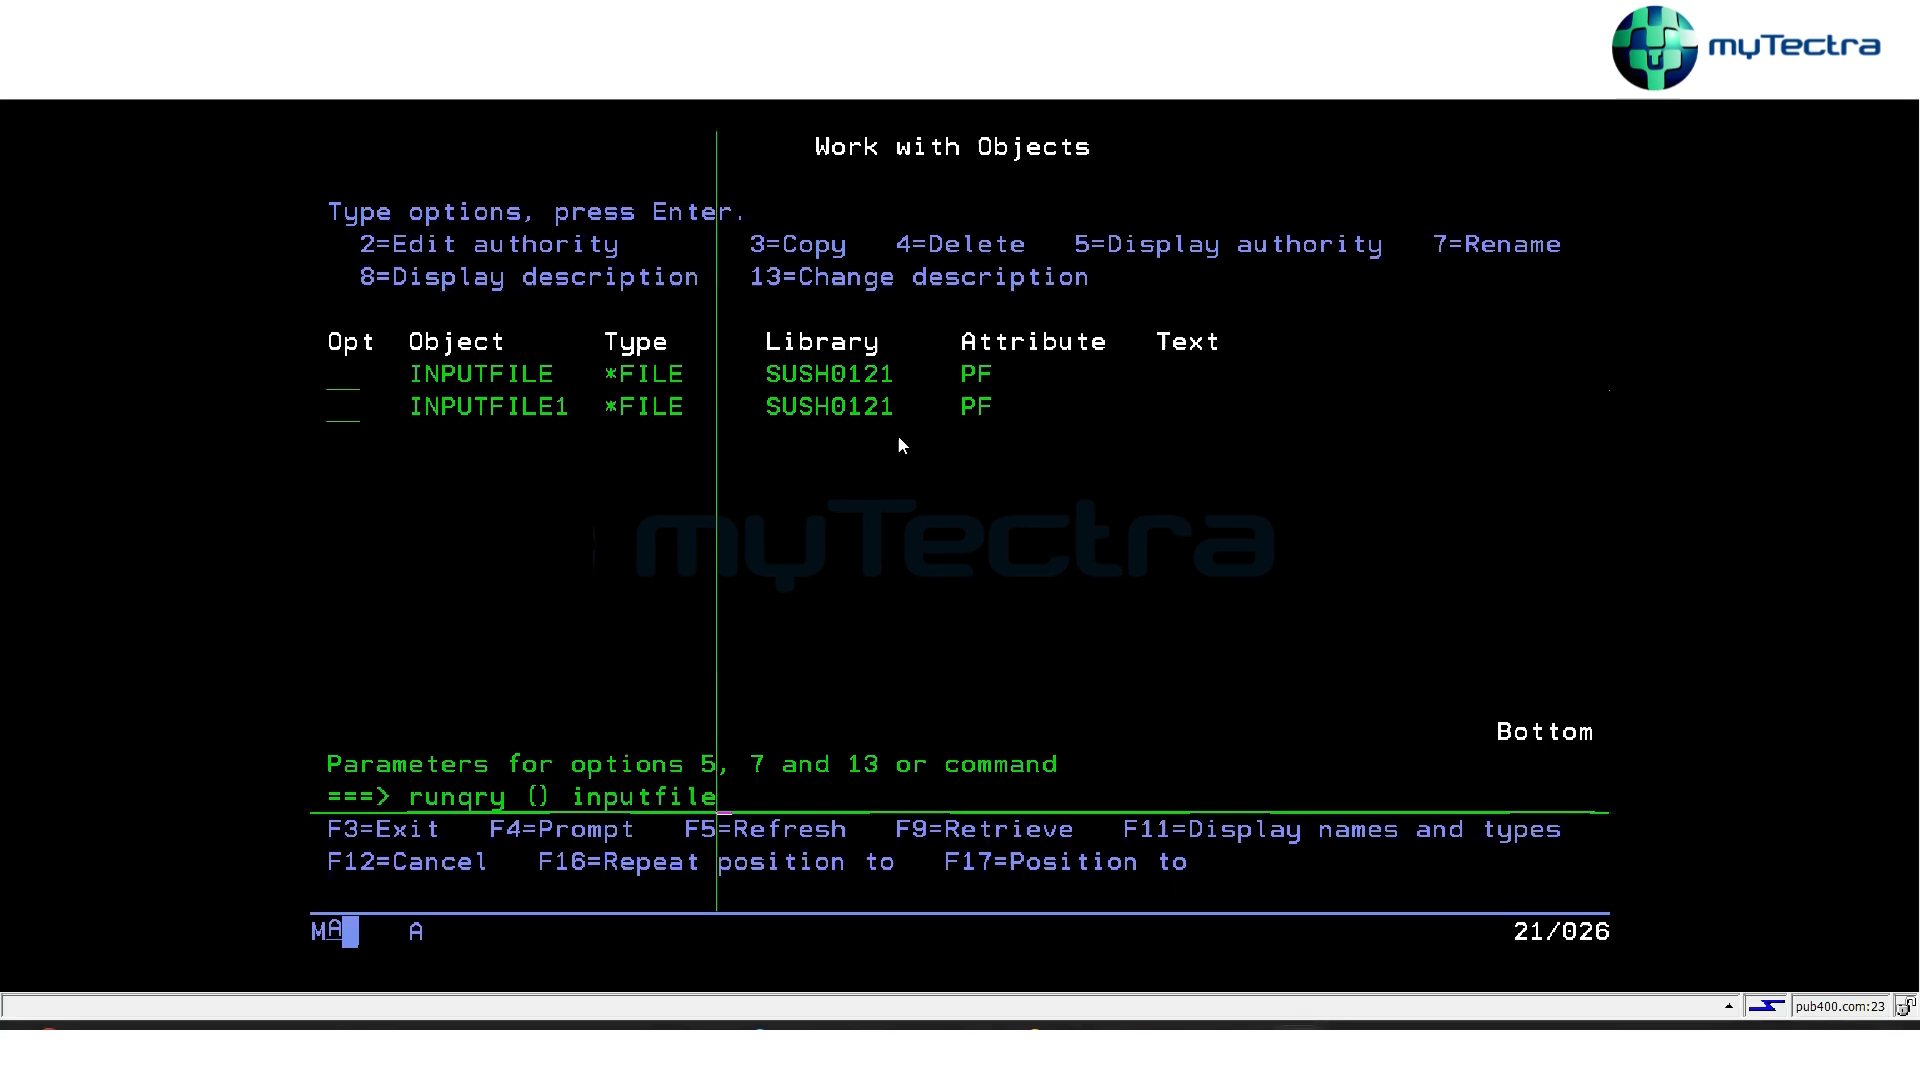 myTectra
Work with Objects
Type options, press Enter.
2=Edit authority 3=Copy 4=Delete 5=Display authority 7=Rename
8=Display description 13=Change description
Opt Object Type Library Attribute Text
___ INPUTFILE *FILE SUSH0121 PF
___ INPUTFILE1 *FILE SUSH0121 PF
myTectra
Bottom
Parameters for options 5, 7 and 13 or command
===> runqry () inputfile
F3=Exit F4=Prompt F5=Refresh F9=Retrieve F11=Display names and types
F12=Cancel F16=Repeat position to F17=Position to
MA A 21/026
pub400.com:23